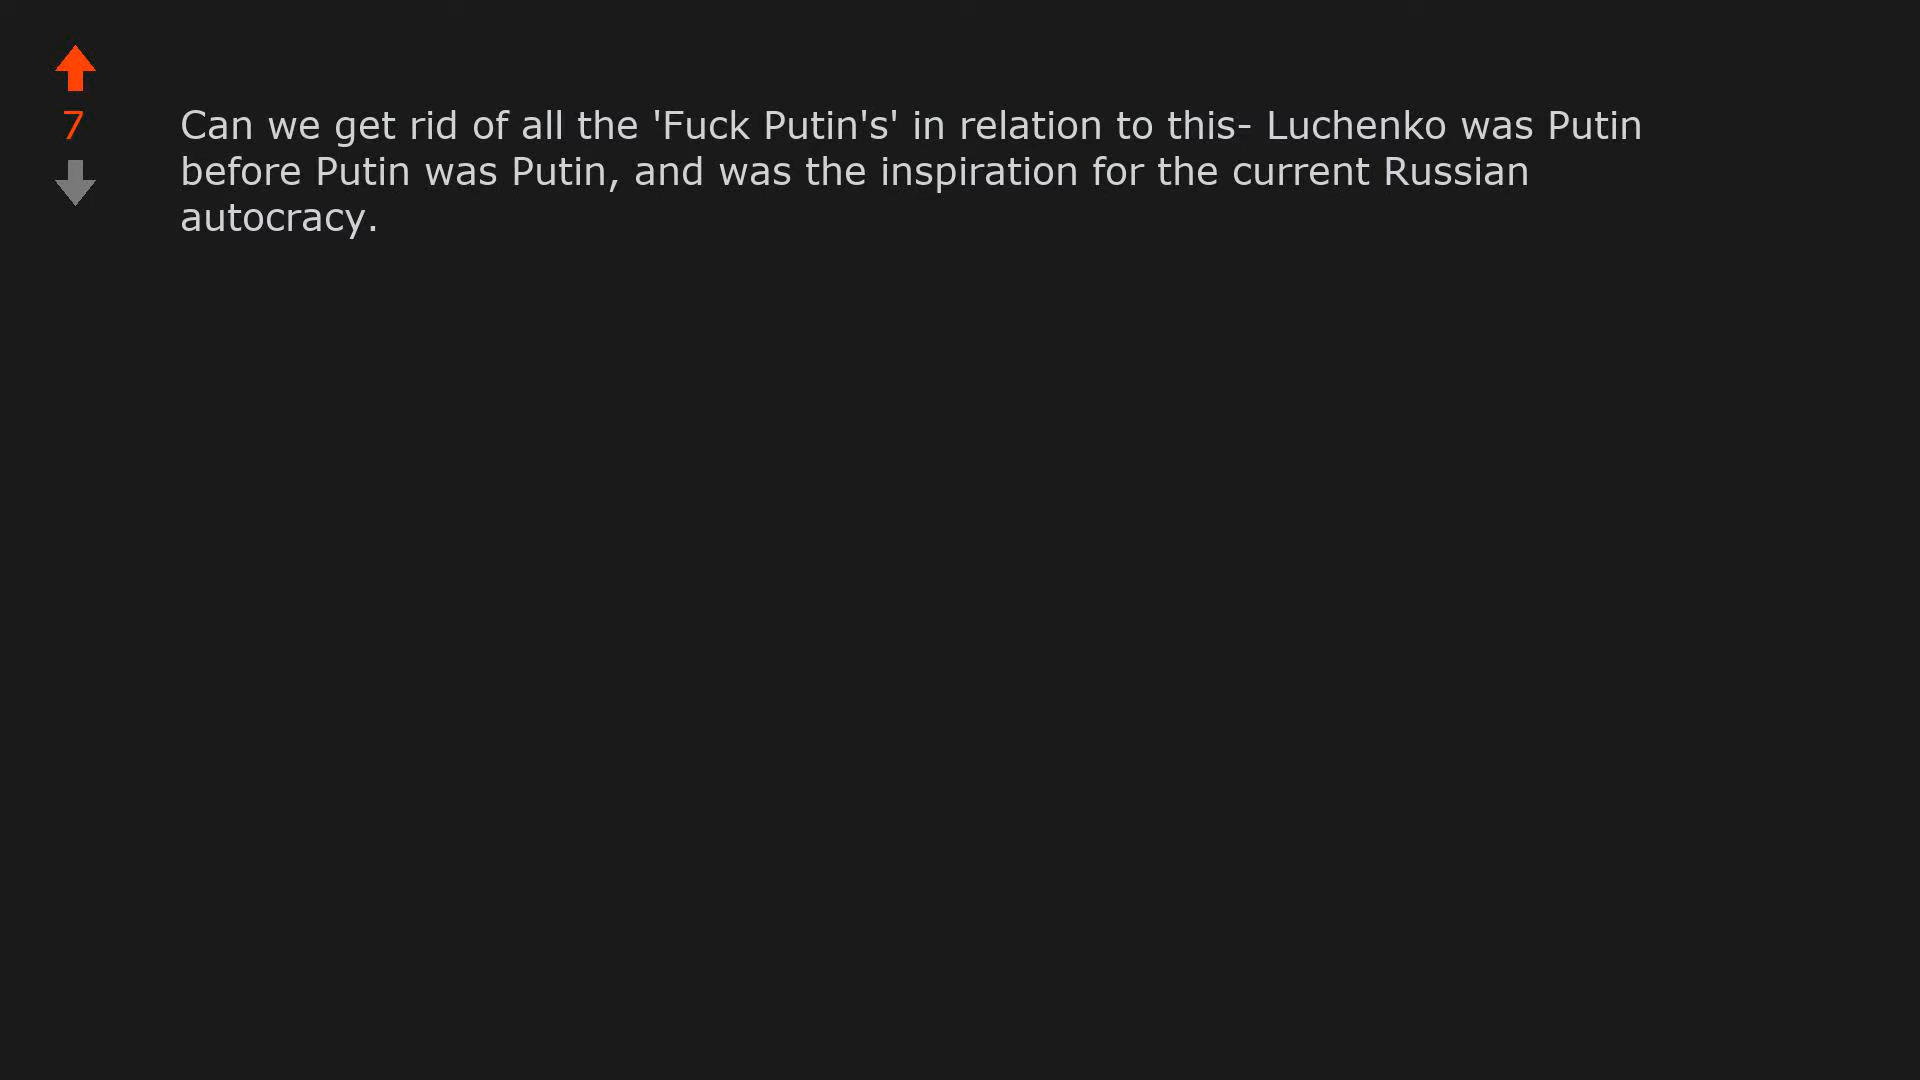 7
Can we get rid of all the 'Fuck Putin's' in relation to this- Luchenko was Putin
before Putin was Putin, and was the inspiration for the current Russian
autocracy.